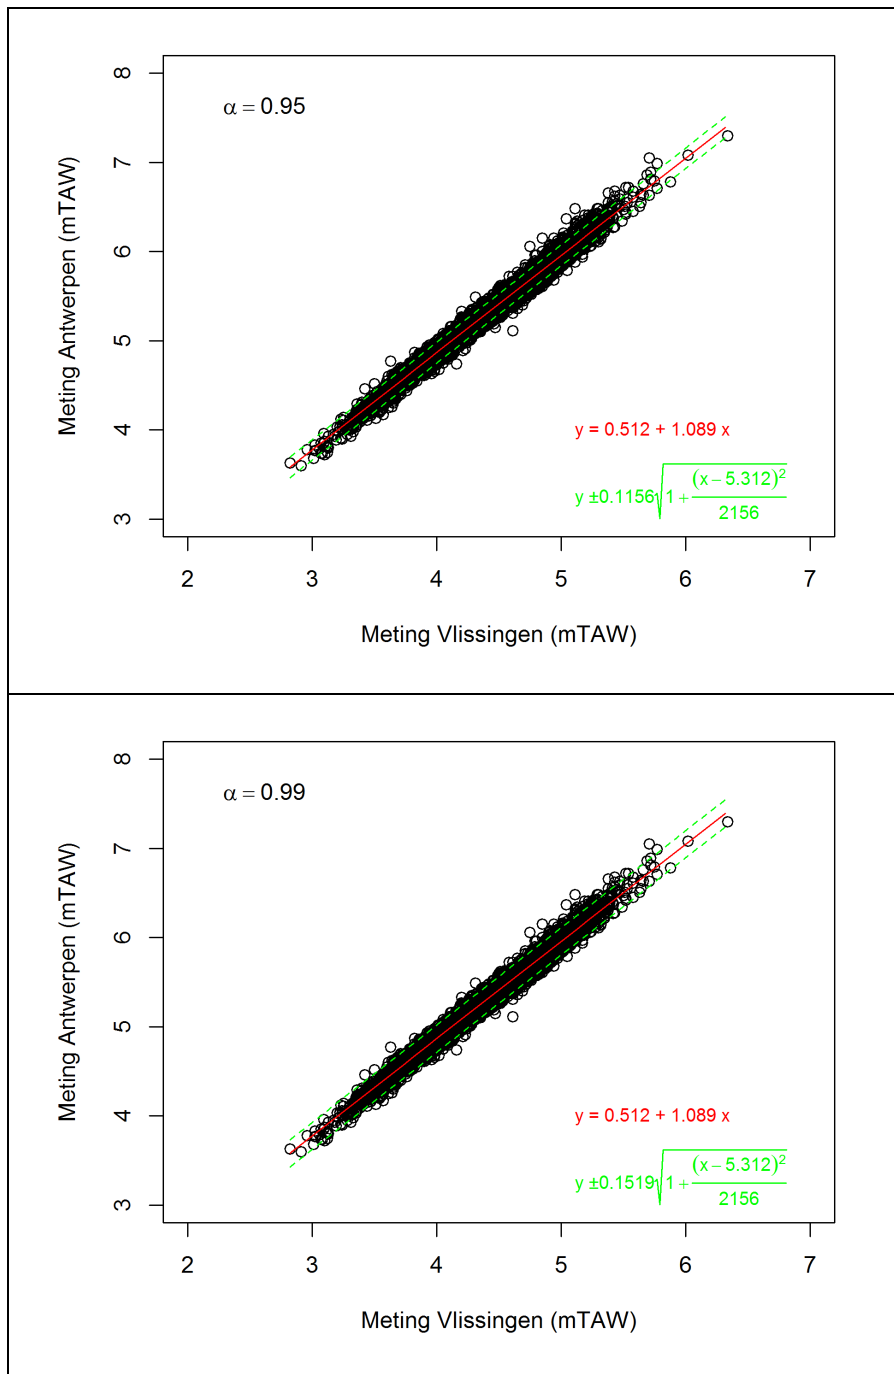 8
7
6
5
4
3
Meting Antwerpen (mTAW)
α = 0.95
y = 0.512 + 1.089 x
y ±0.1156√1 + (x − 5.312)²
2156
2 3 4 5 6 7
Meting Vlissingen (mTAW)
8
7
6
5
4
3
Meting Antwerpen (mTAW)
α = 0.99
y = 0.512 + 1.089 x
y ±0.1519√1 + (x − 5.312)²
2156
2 3 4 5 6 7
Meting Vlissingen (mTAW)